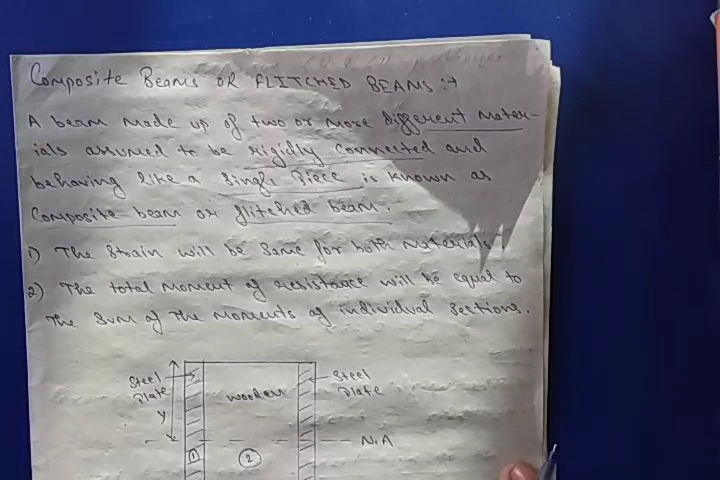 Composite Beams OR FLITCHED BEAMS :→
A beam made up of two or more different mater-
ials assumed to be rigidly connected and
behaving like a single piece is known as
composite beam or flitched beam.
1) The strain will be same for both materials
2) The total moment of resistance will be equal to
The sum of the moments of individual sections.
Steel Plate
wooden
Steel Plate
y
N.A
1
2